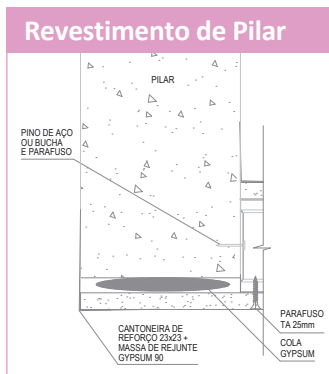 Revestimento de Pilar
PILAR
PINO DE AÇO
OU BUCHA
E PARAFUSO
PARAFUSO
TA 25mm
CANTONEIRA DE
REFORÇO 23x23 +
MASSA DE REJUNTE
GYPSUM 90
COLA
GYPSUM